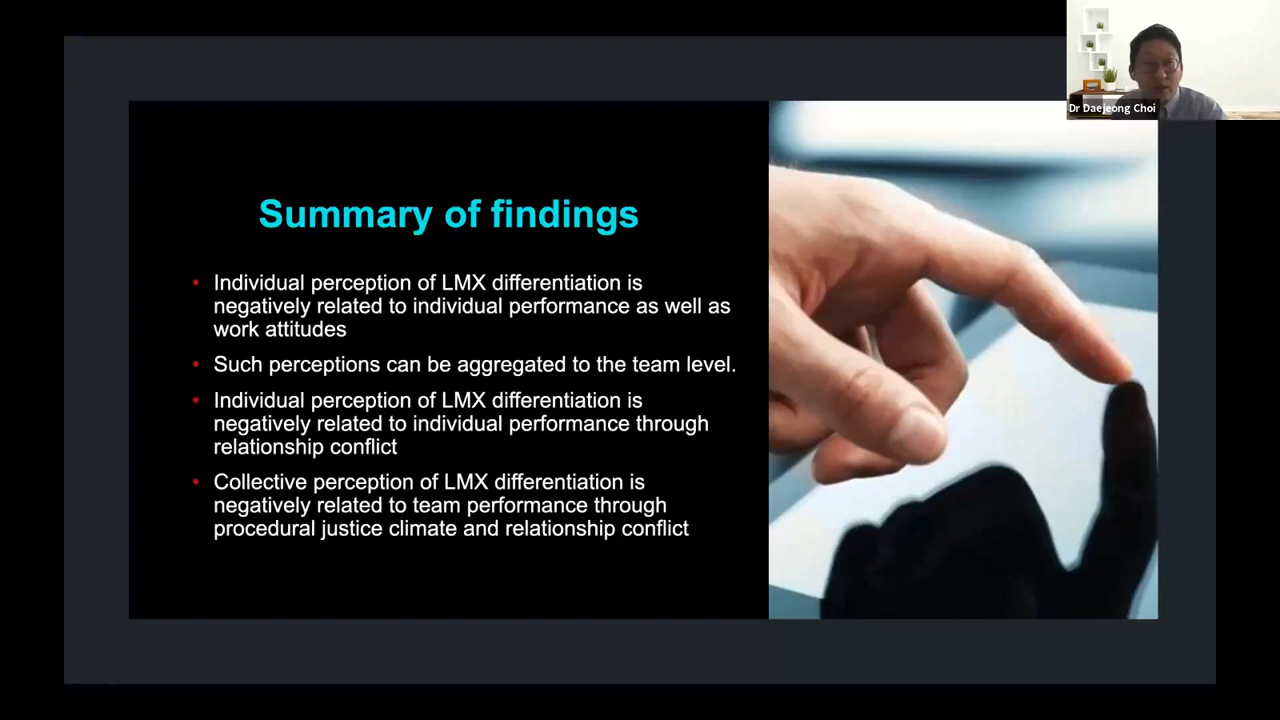 Dr Daejeong Choi
Summary of findings
• Individual perception of LMX differentiation is
negatively related to individual performance as well as
work attitudes
• Such perceptions can be aggregated to the team level.
• Individual perception of LMX differentiation is
negatively related to individual performance through
relationship conflict
• Collective perception of LMX differentiation is
negatively related to team performance through
procedural justice climate and relationship conflict